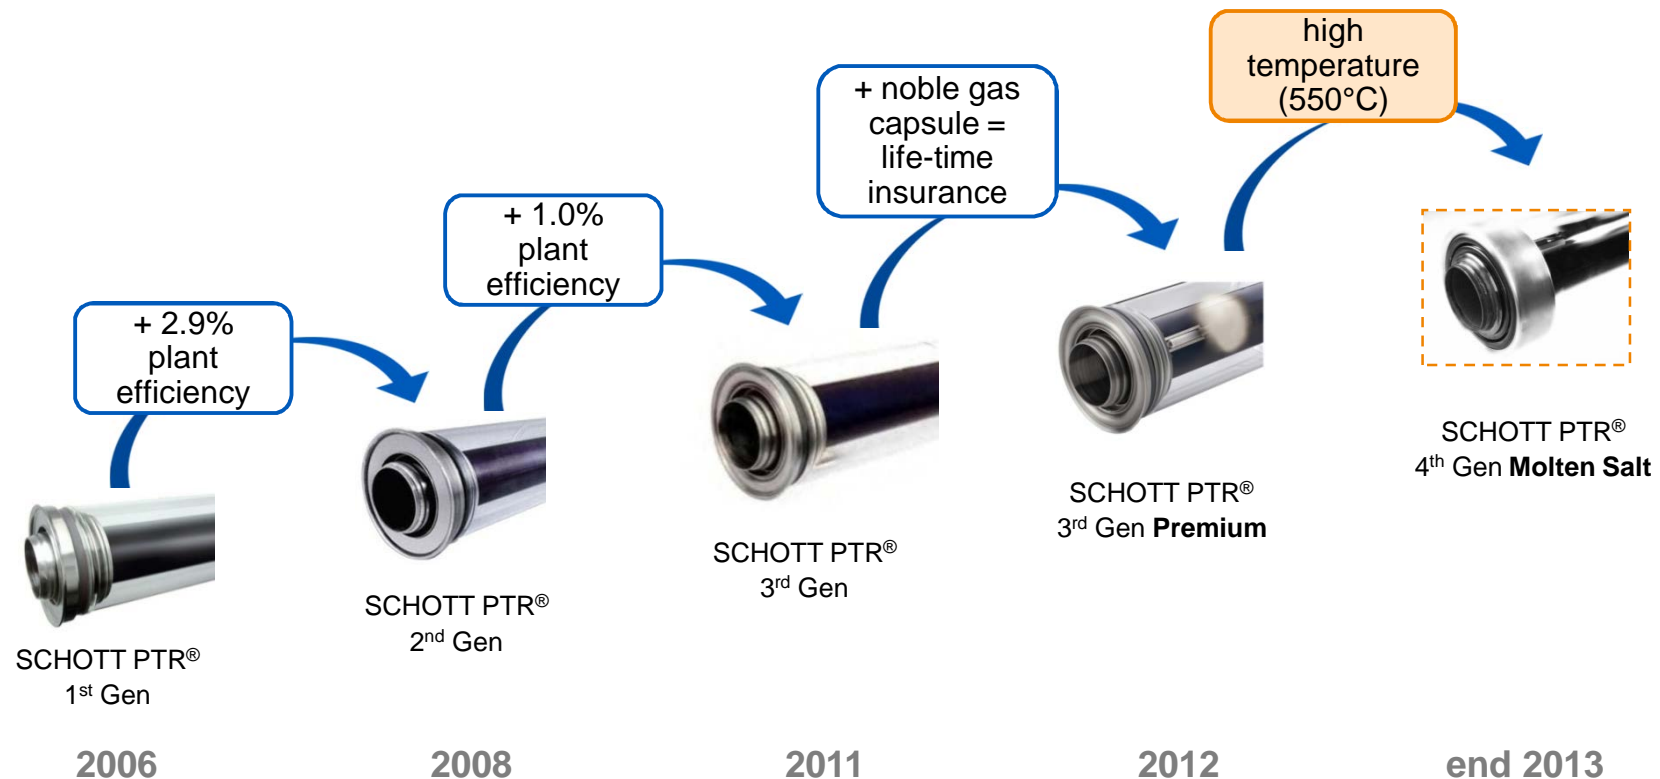 + 2.9%
plant
efficiency
+ 1.0%
plant
efficiency
+ noble gas
capsule =
life-time
insurance
high
temperature
(550°C)
SCHOTT PTR®
1st Gen
SCHOTT PTR®
2nd Gen
SCHOTT PTR®
3rd Gen
SCHOTT PTR®
3rd Gen Premium
SCHOTT PTR®
4th Gen Molten Salt
2006
2008
2011
2012
end 2013